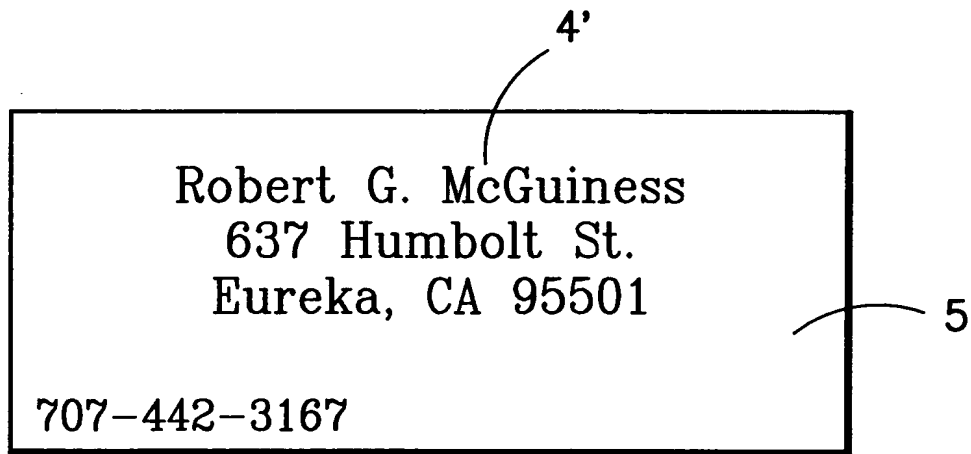 4'
Robert G. McGuiness
637 Humbolt St.
Eureka, CA 95501
5
707-442-3167